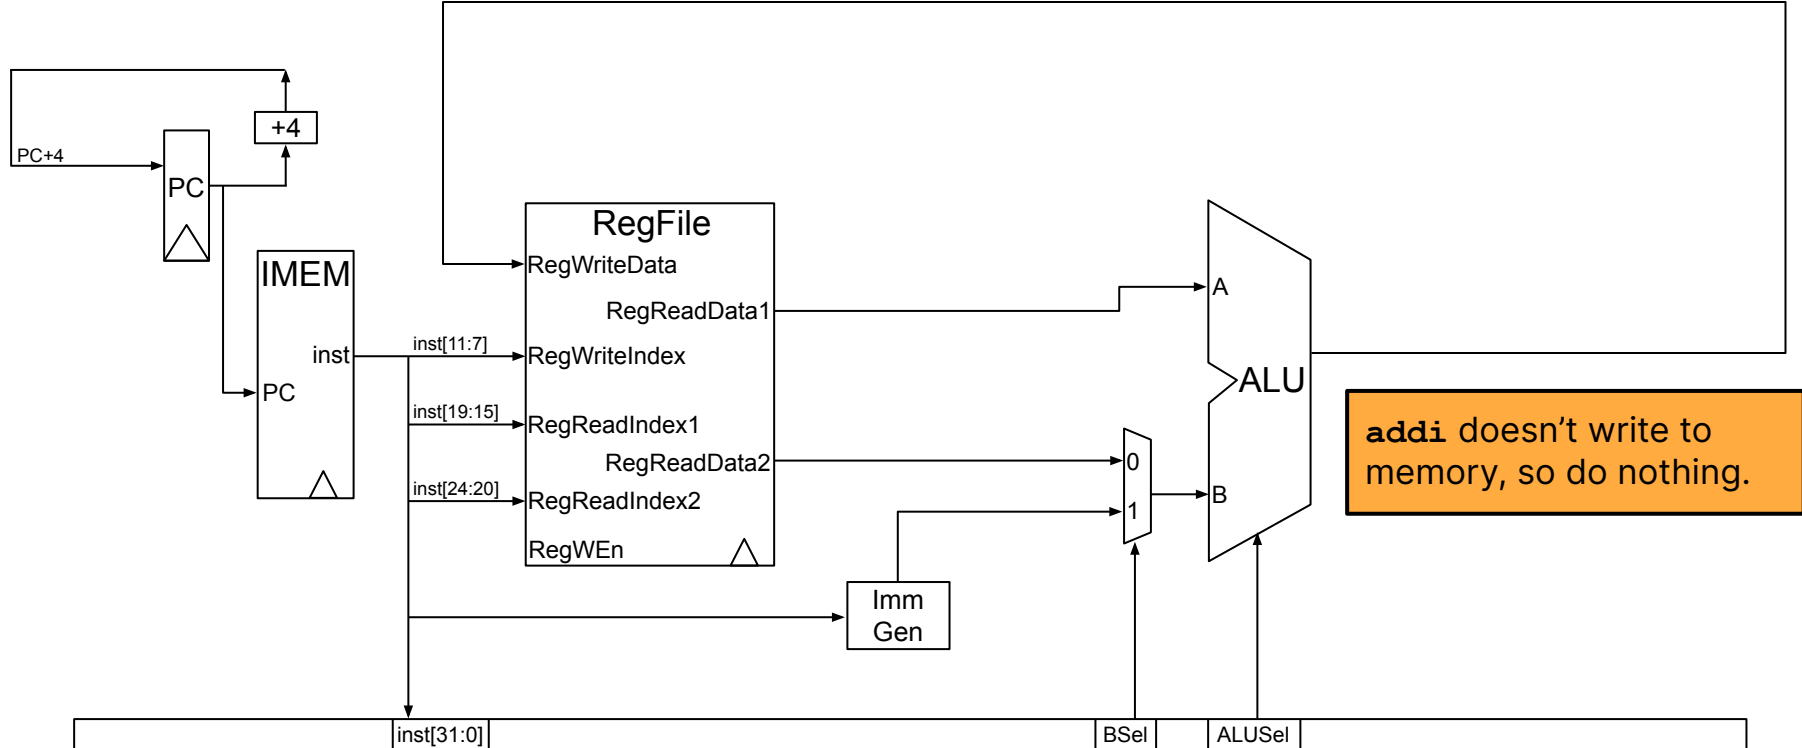 +4
PC+4
PC
IMEM
inst
PC
inst[11:7]
inst[19:15]
inst[24:20]
RegFile
RegWriteData
RegReadData1
RegWriteIndex
RegReadIndex1
RegReadData2
RegReadIndex2
RegWEn
Imm
Gen
0
1
A
B
ALU
addi doesn’t write to
memory, so do nothing.
inst[31:0]
BSel
ALUSel